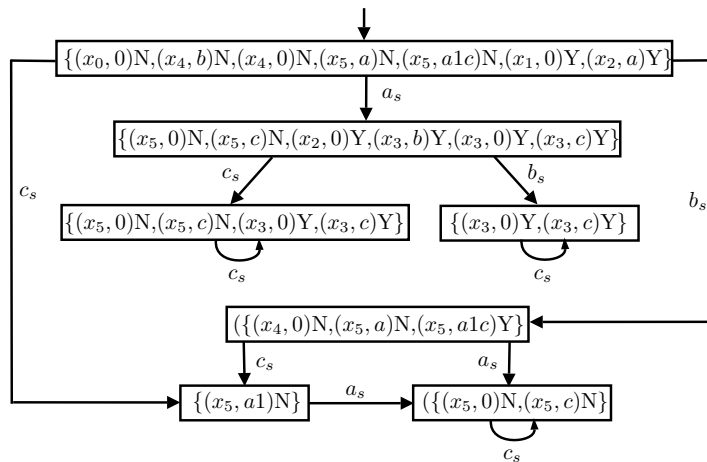 {(x₀, 0)N,(x₄, b)N,(x₄, 0)N,(x₅, a)N,(x₅, a1c)N,(x₁, 0)Y,(x₂, a)Y}
aₛ
{(x₅, 0)N,(x₅, c)N,(x₂, 0)Y,(x₃, b)Y,(x₃, 0)Y,(x₃, c)Y}
cₛ
bₛ
cₛ
bₛ
{(x₅, 0)N,(x₅, c)N,(x₃, 0)Y,(x₃, c)Y}
{(x₃, 0)Y,(x₃, c)Y}
cₛ
cₛ
({(x₄, 0)N,(x₅, a)N,(x₅, a1c)Y}
cₛ
aₛ
{(x₅, a1)N}
aₛ
({(x₅, 0)N,(x₅, c)N}
cₛ